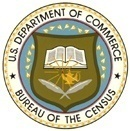 U.S. DEPARTMENT OF COMMERCE
BUREAU OF THE CENSUS